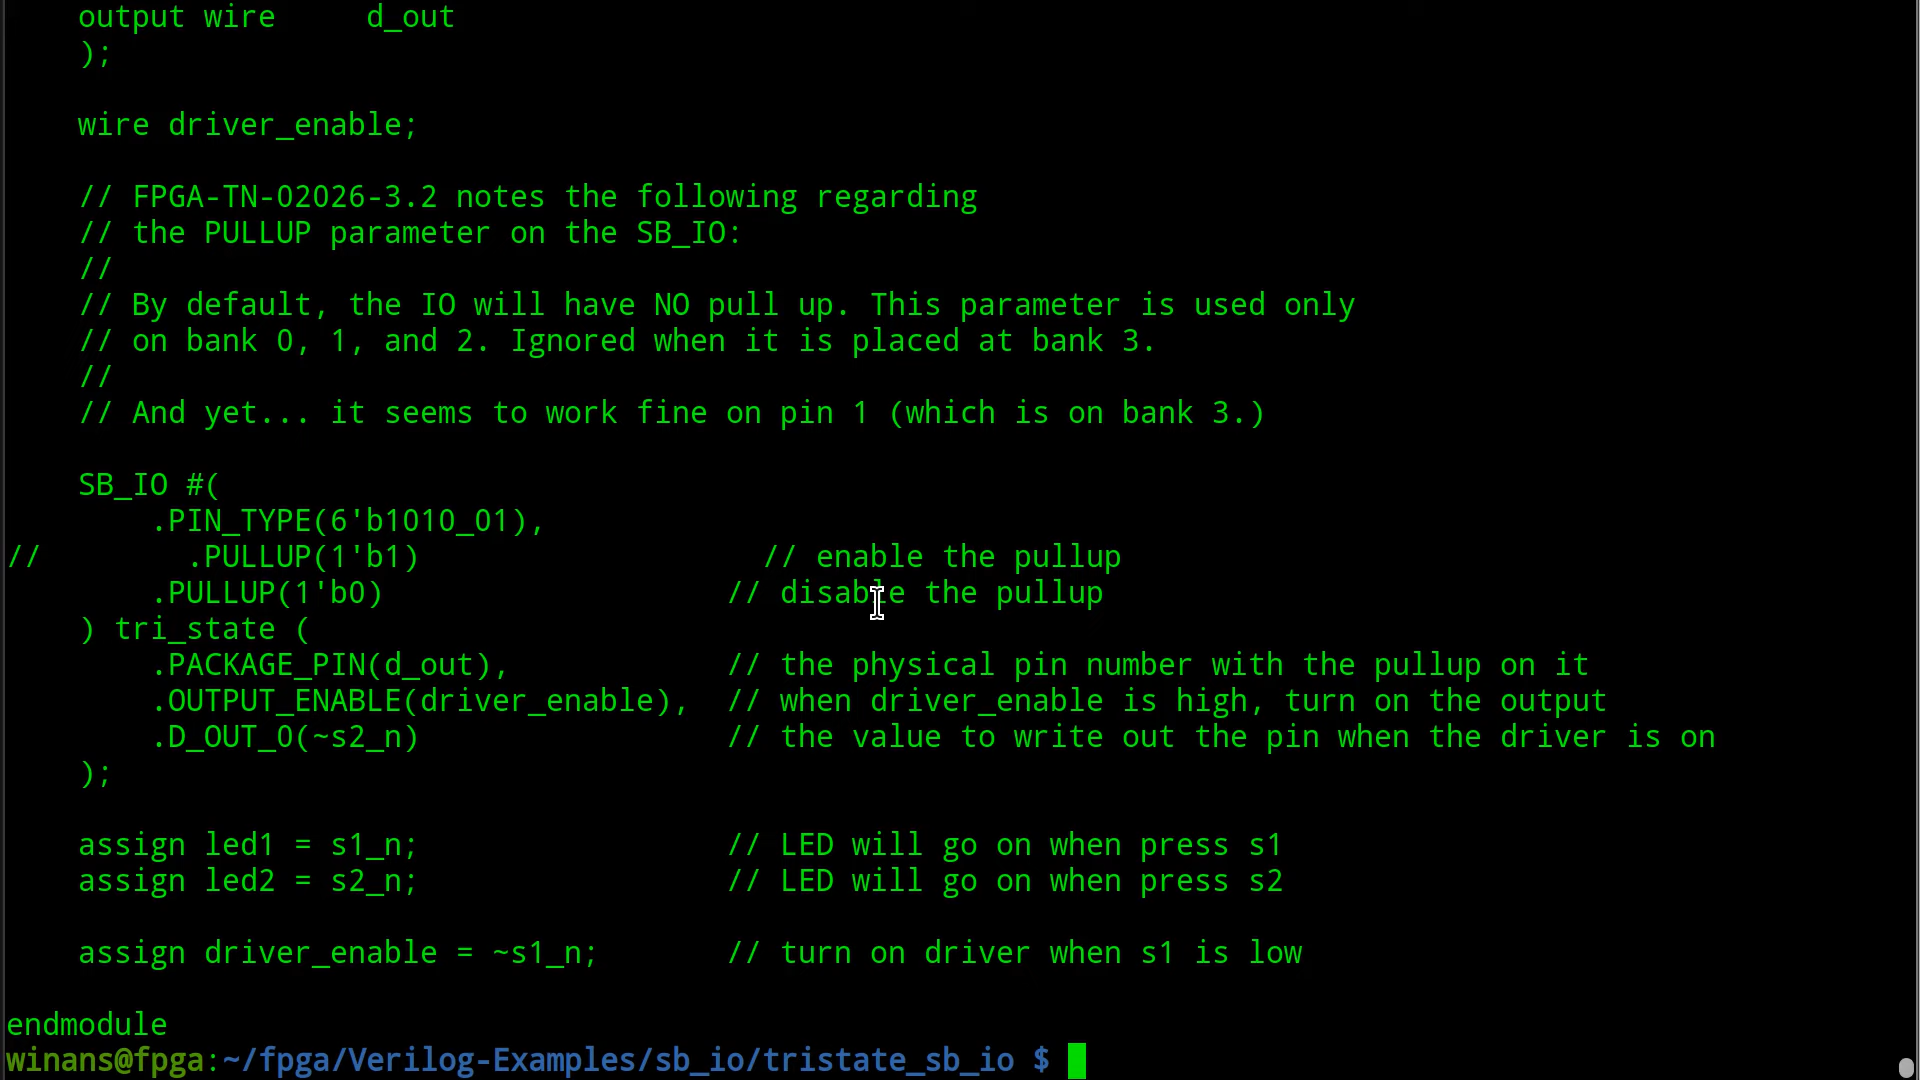 output wire     d_out
);
wire driver_enable;
// FPGA-TN-02026-3.2 notes the following regarding
// the PULLUP parameter on the SB_IO:
//
// By default, the IO will have NO pull up. This parameter is used only
// on bank 0, 1, and 2. Ignored when it is placed at bank 3.
//
// And yet... it seems to work fine on pin 1 (which is on bank 3.)
SB_IO #(
.PIN_TYPE(6'b1010_01),
//         .PULLUP(1'b1)                   // enable the pullup
.PULLUP(1'b0)                   // disable the pullup
) tri_state (
.PACKAGE_PIN(d_out),            // the physical pin number with the pullup on it
.OUTPUT_ENABLE(driver_enable),  // when driver_enable is high, turn on the output
.D_OUT_0(~s2_n)                 // the value to write out the pin when the driver is on
);
assign led1 = s1_n;                 // LED will go on when press s1
assign led2 = s2_n;                 // LED will go on when press s2
assign driver_enable = ~s1_n;       // turn on driver when s1 is low
endmodule
winans@fpga:~/fpga/Verilog-Examples/sb_io/tristate_sb_io $